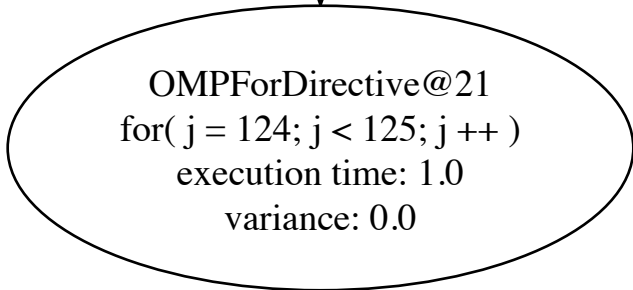 OMPForDirective@21
for( j = 124; j < 125; j ++ )
execution time: 1.0
variance: 0.0